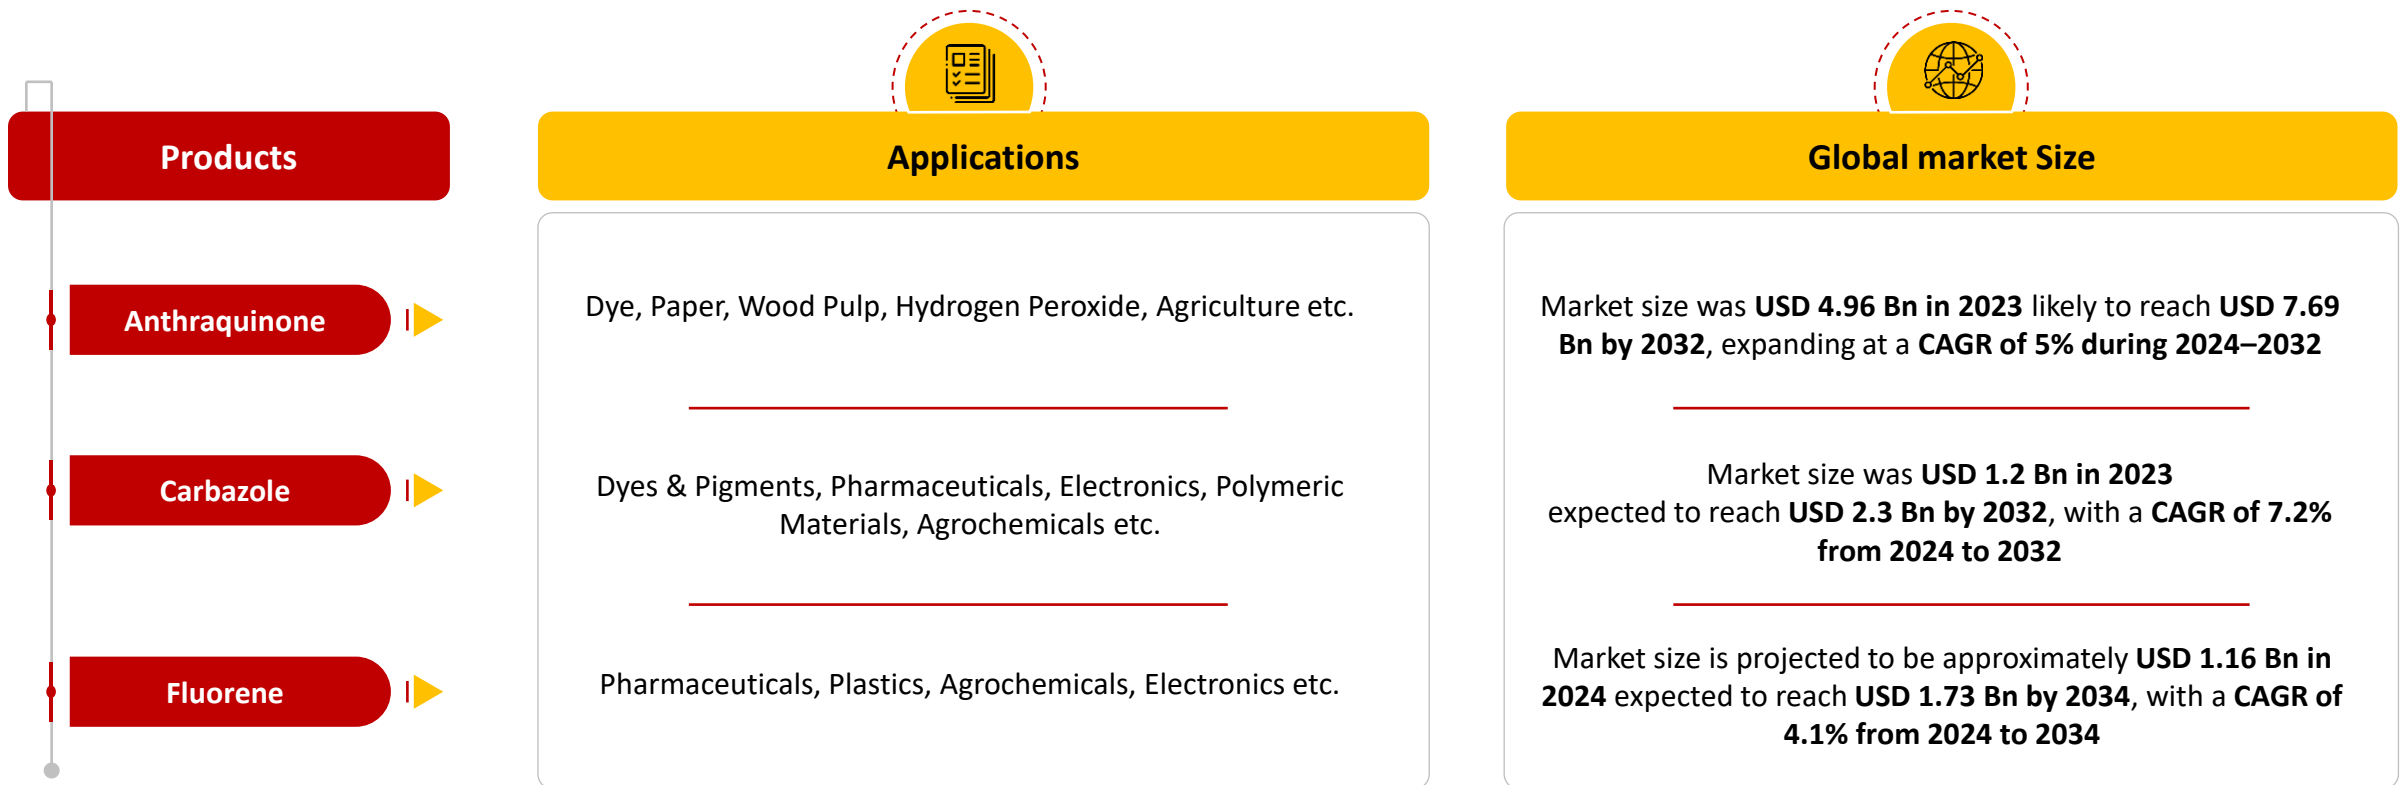 Products
Applications
Global market Size
Anthraquinone
Dye, Paper, Wood Pulp, Hydrogen Peroxide, Agriculture etc.
Market size was USD 4.96 Bn in 2023 likely to reach USD 7.69
Bn by 2032, expanding at a CAGR of 5% during 2024–2032
Carbazole
Dyes & Pigments, Pharmaceuticals, Electronics, Polymeric
Materials, Agrochemicals etc.
Market size was USD 1.2 Bn in 2023
expected to reach USD 2.3 Bn by 2032, with a CAGR of 7.2%
from 2024 to 2032
Fluorene
Pharmaceuticals, Plastics, Agrochemicals, Electronics etc.
Market size is projected to be approximately USD 1.16 Bn in
2024 expected to reach USD 1.73 Bn by 2034, with a CAGR of
4.1% from 2024 to 2034